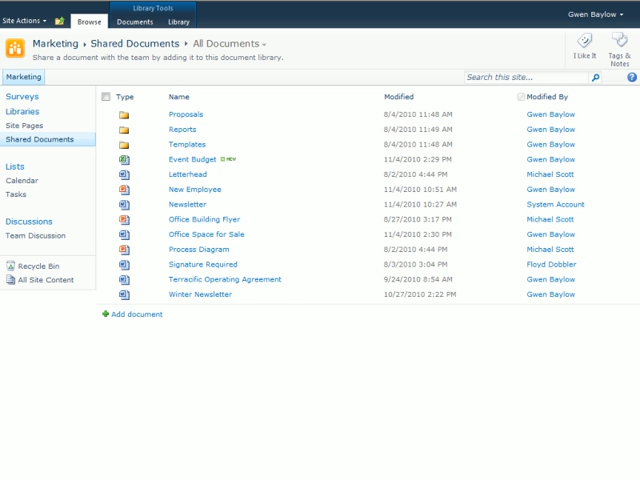 Library Tools
Site Actions Browse Documents Library Gwen Baylow
Marketing Shared Documents All Documents
Share a document with the team by adding it to this document library.
I Like It Tags & Notes
Marketing Search this site...
Surveys
Libraries
Site Pages
Shared Documents
Lists
Calendar
Tasks
Discussions
Team Discussion
Recycle Bin
All Site Content
Type Name Modified Modified By
Proposals 8/4/2010 11:48 AM Gwen Baylow
Reports 8/4/2010 11:49 AM Gwen Baylow
Templates 8/4/2010 11:48 AM Gwen Baylow
Event Budget NEW 11/4/2010 2:29 PM Gwen Baylow
Letterhead 8/2/2010 4:44 PM Michael Scott
New Employee 11/4/2010 10:51 AM Gwen Baylow
Newsletter 11/4/2010 10:27 AM System Account
Office Building Flyer 8/27/2010 3:17 PM Michael Scott
Office Space for Sale 11/4/2010 2:30 PM Gwen Baylow
Process Diagram 8/2/2010 4:44 PM Michael Scott
Signature Required 8/3/2010 3:04 PM Floyd Dobbler
Terracific Operating Agreement 9/24/2010 8:54 AM Gwen Baylow
Winter Newsletter 10/27/2010 2:22 PM Gwen Baylow
Add document